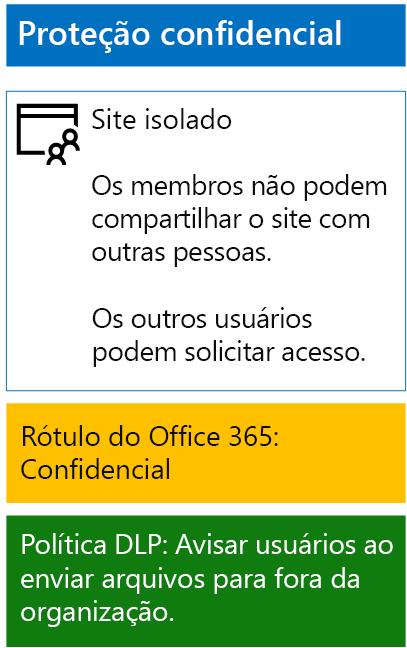 Proteção confidencial
Site isolado
Os membros não podem
compartilhar o site com
outras pessoas.
Os outros usuários
podem solicitar acesso.
Rótulo do Office 365:
Confidencial
Política DLP: Avisar usuários ao
enviar arquivos para fora da
organização.